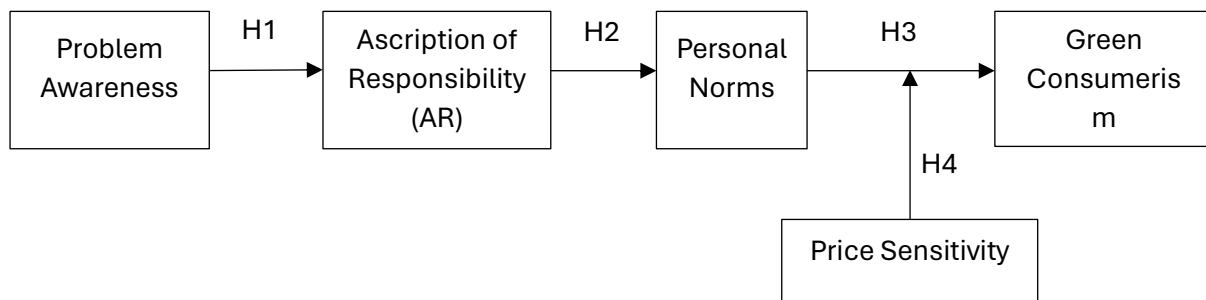 Problem
Awareness
H1
Ascription of
Responsibility
(AR)
H2
Personal
Norms
H3
Green
Consumeris
m
H4
Price Sensitivity